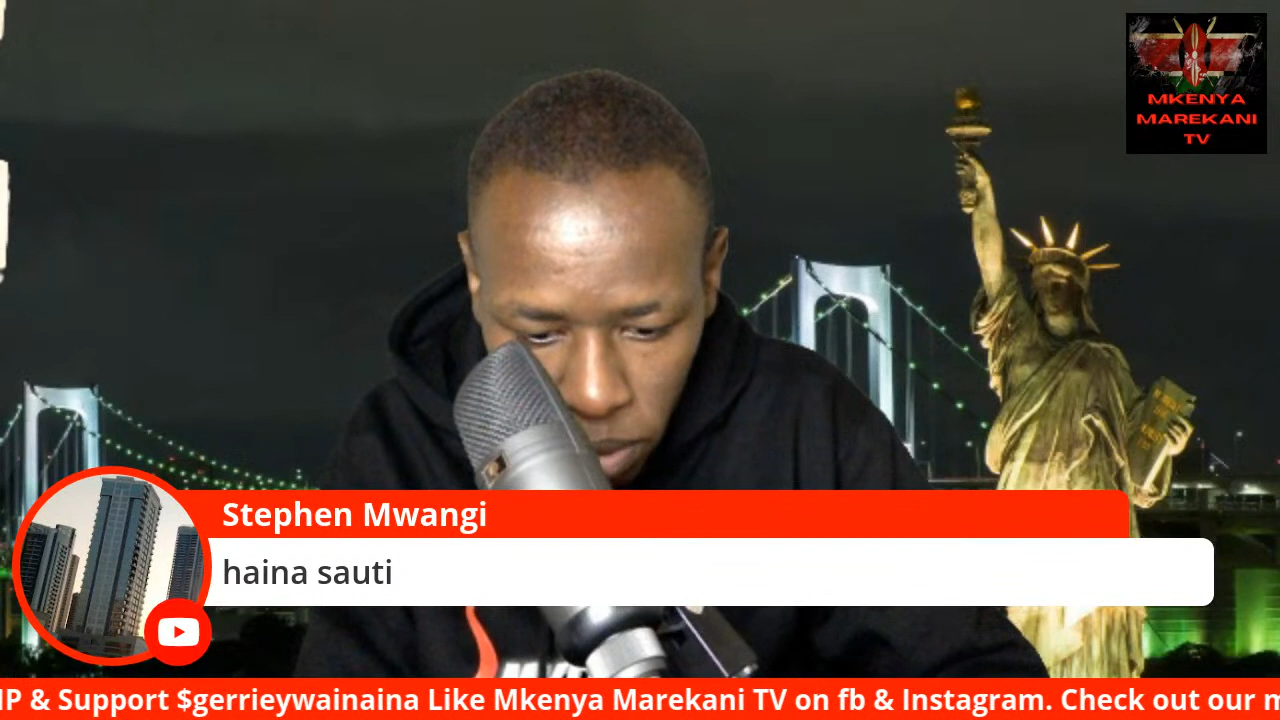 MKENYA
MAREKANI
TV
Stephen Mwangi
haina sauti
& Support $gerrieywainaina Like Mkenya Marekani TV on fb & Instagram. Check out our